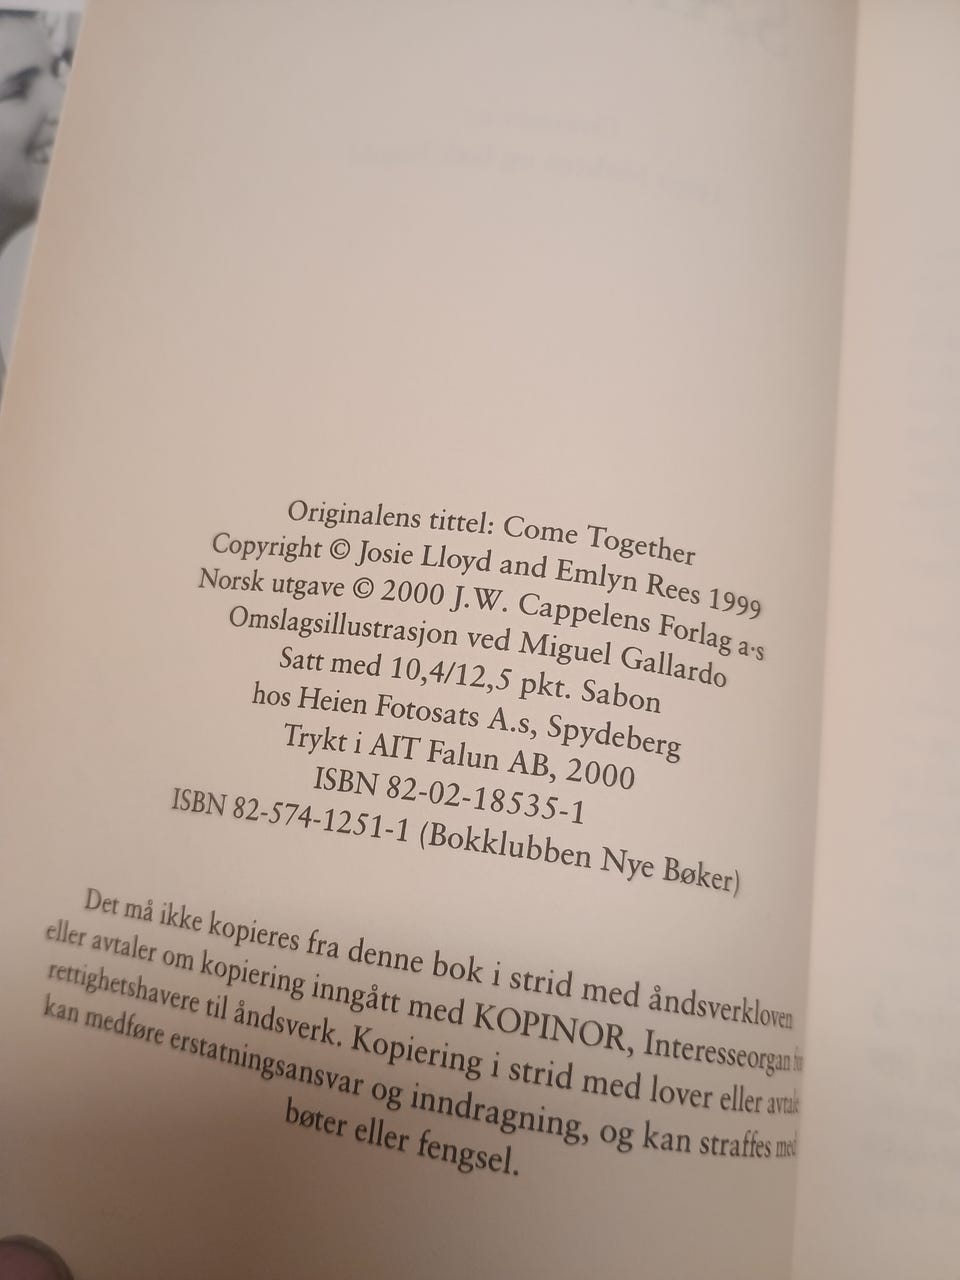 Originalens tittel: Come Together
Copyright © Josie Lloyd and Emlyn Rees 1999
Norsk utgave © 2000 J.W. Cappelens Forlag a·s
Omslagsillustrasjon ved Miguel Gallardo
Satt med 10,4/12,5 pkt. Sabon
hos Heien Fotosats A.s, Spydeberg
Trykt i AIT Falun AB, 2000
ISBN 82-02-18535-1
ISBN 82-574-1251-1 (Bokklubben Nye Bøker)
Det må ikke kopieres fra denne bok i strid med åndsverkloven
eller avtaler om kopiering inngått med KOPINOR, Interesseorgan for
rettighetshavere til åndsverk. Kopiering i strid med lover eller avtale
kan medføre erstatningsansvar og inndragning, og kan straffes med
bøter eller fengsel.